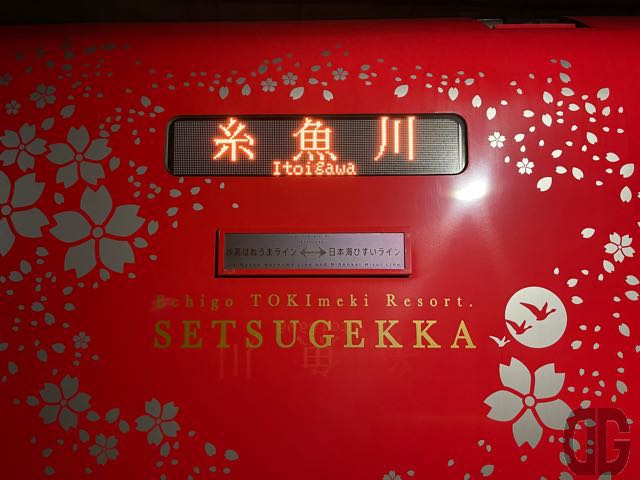 糸魚川
Itoigawa
妙高はねうまライン ⟷ 日本海ひすいライン
Echigo TOKImeki Resort.
SETSUGEKKA